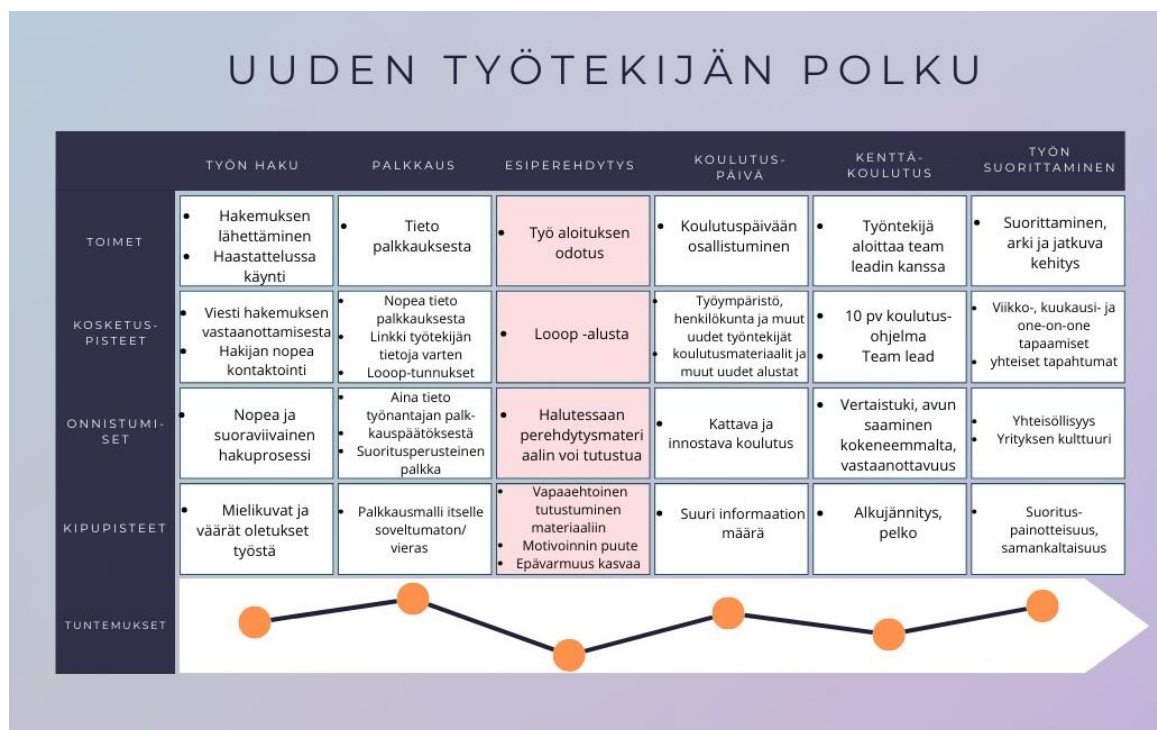 UUDEN TYÖTEKIJÄN POLKU
TYÖN HAKU
PALKKAUS
ESIPEREHDYTYS
KOULUTUS-
PÄIVÄ
KENTTÄ-
KOULUTUS
TYÖN
SUORITTAMINEN
TOIMET
• Hakemuksen
lähettäminen
• Haastattelussa
käynti
• Tieto
palkkauksesta
• Työ aloituksen
odotus
• Koulutuspäivään
osallistuminen
• Työntekijä
aloittaa team
leadin kanssa
• Suorittaminen,
arki ja jatkuva
kehitys
KOSKETUS-
PISTEET
• Viesti hakemuksen
vastaanottamisesta
• Hakijan nopea
kontaktointi
• Nopea tieto
palkkauksesta
• Linkki työtekijän
tietoja varten
• Looop-tunnukset
• Looop -alusta
• Työympäristö,
henkilökunta ja muut
uudet työntekijät
• koulutusmateriaalit ja
muut uudet alustat
• 10 pv koulutus-
ohjelma
• Team lead
• Viikko-, kuukausi- ja
one-on-one
tapaamiset
• yhteiset tapahtumat
ONNISTUMI-
SET
• Nopea ja
suoraviivainen
hakuprosessi
• Aina tieto
työnantajan palk-
kauspäätöksestä
• Suoritusperusteinen
palkka
• Halutessaan
perehdytysmateri
aalin voi tutustua
• Kattava ja
innostava koulutus
• Vertaistuki, avun
saaminen
kokeneemmalta,
vastaanottavuus
• Yhteisöllisyys
• Yrityksen kulttuuri
KIPUPISTEET
• Mielikuvat ja
väärät oletukset
työstä
• Palkkausmalli itselle
soveltumaton/
vieras
• Vapaaehtoinen
tutustuminen
materiaaliin
• Motivoinnin puute
• Epävarmuus kasvaa
• Suuri informaation
määrä
• Alkujännitys,
pelko
• Suoritus-
painotteisuus,
samankaltaisuus
TUNTEMUKSET